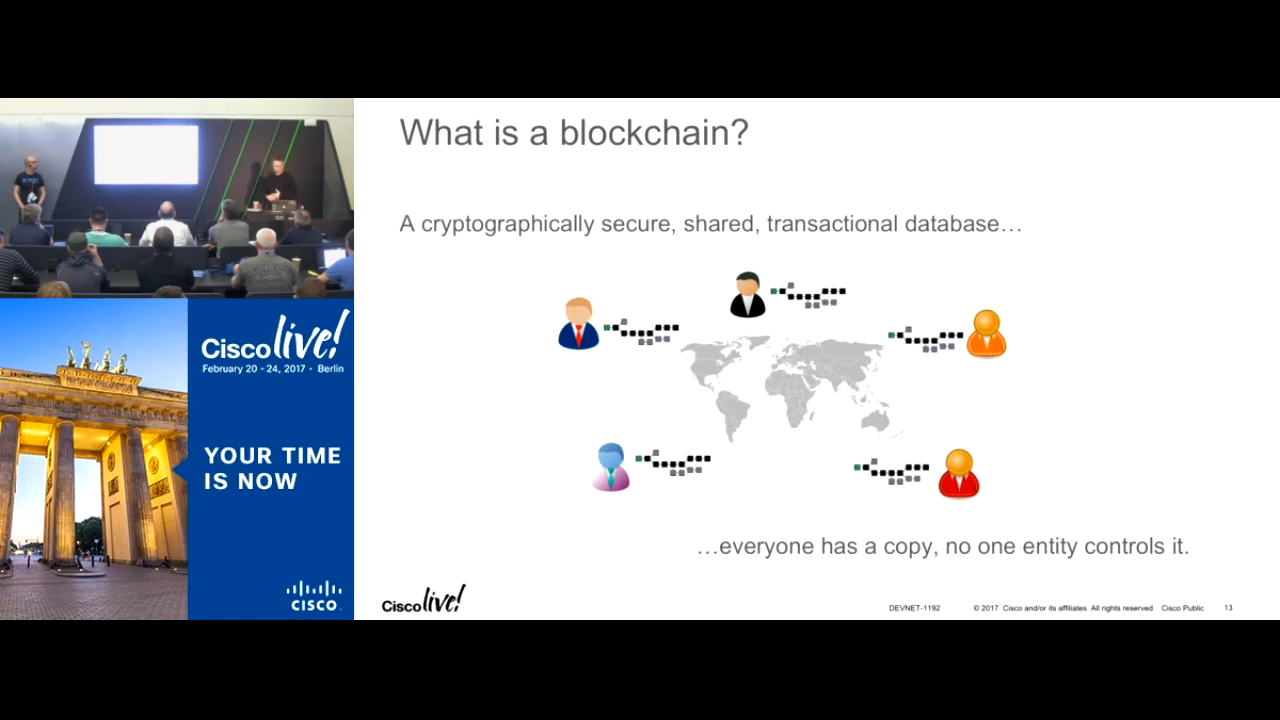 What is a blockchain?
A cryptographically secure, shared, transactional database…
…everyone has a copy, no one entity controls it.
Cisco live!
February 20 - 24, 2017 • Berlin
YOUR TIME
IS NOW
CISCO.
Cisco live!
DEVNET-1192 © 2017 Cisco and/or its affiliates. All rights reserved. Cisco Public 13